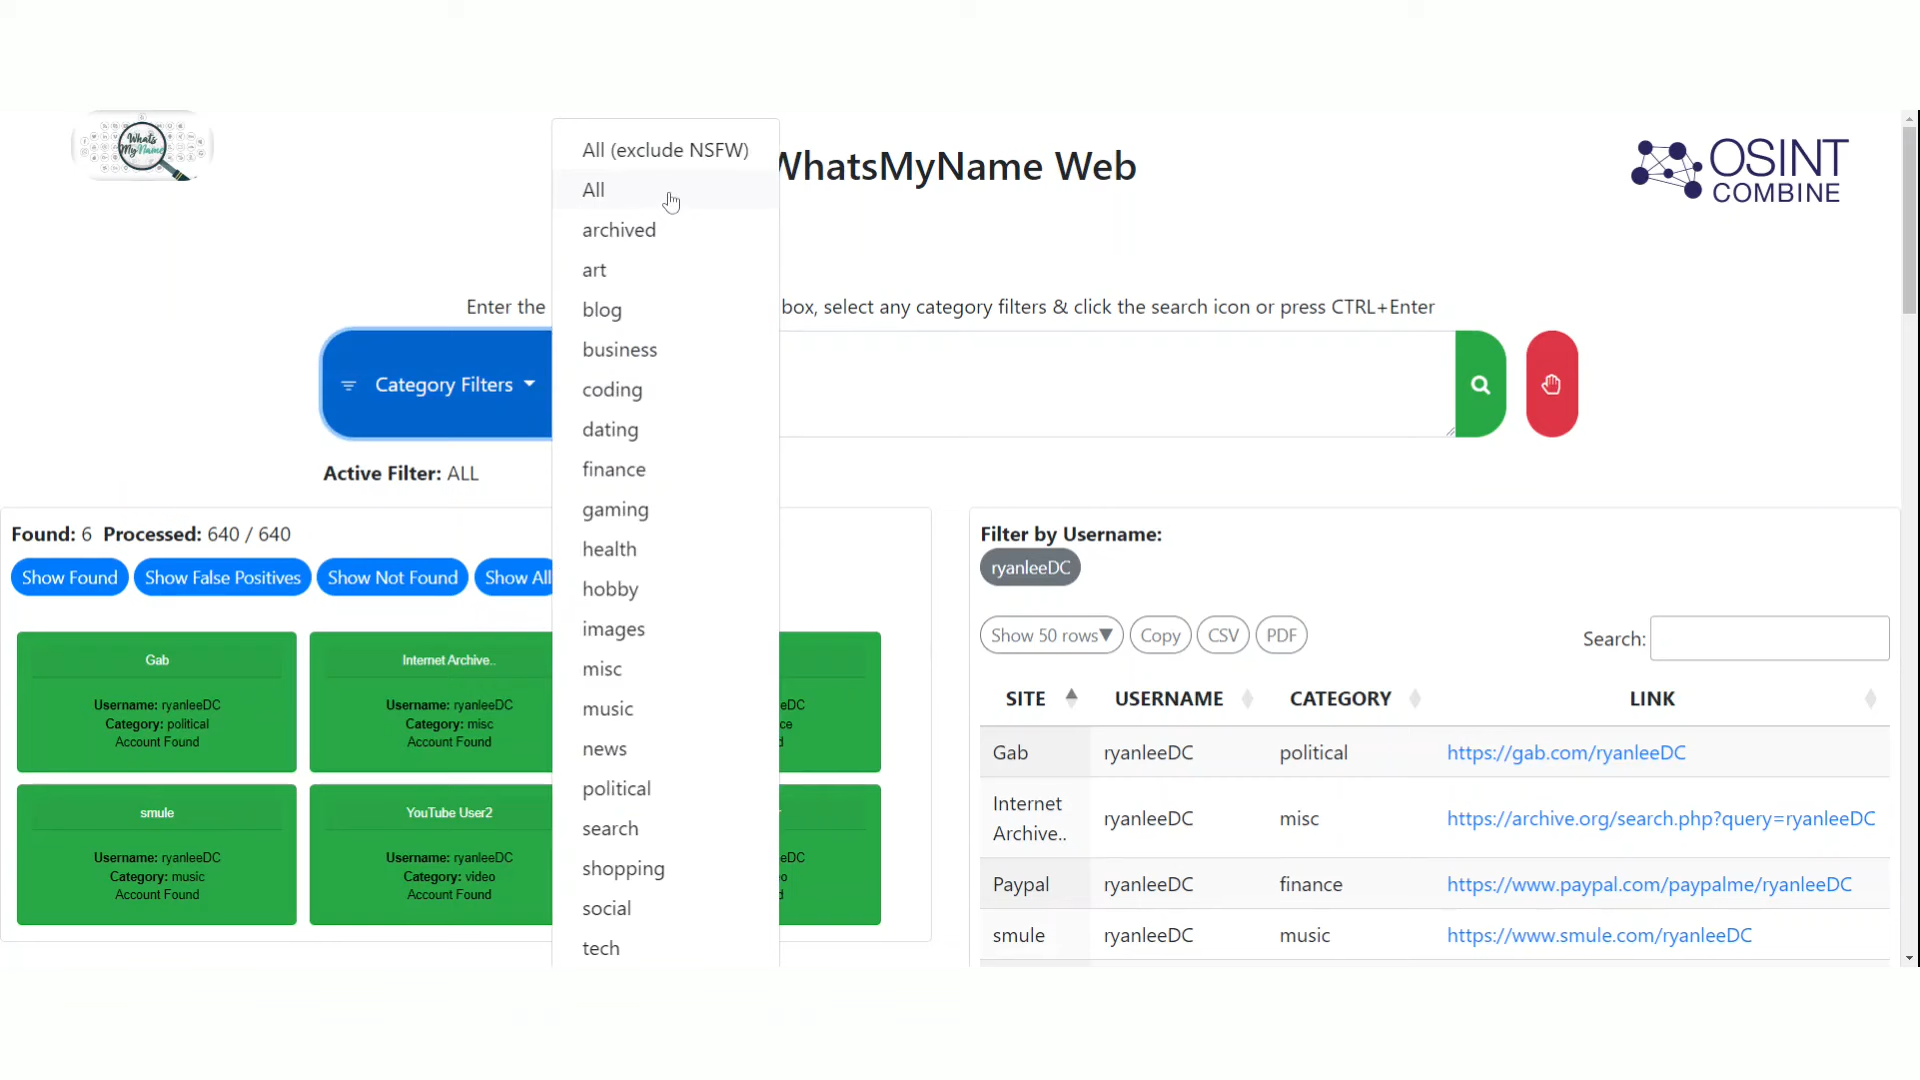 Whats
MyName
WhatsMyName Web
OSINT
COMBINE
All (exclude NSFW)
All
archived
art
blog
business
coding
dating
finance
gaming
health
hobby
images
misc
music
news
political
search
shopping
social
tech
Enter the
box, select any category filters & click the search icon or press CTRL+Enter
Category Filters
Active Filter: ALL
Found: 6 Processed: 640 / 640
Show Found
Show False Positives
Show Not Found
Show All
Gab
Username: ryanleeDC
Category: political
Account Found
Internet Archive..
Username: ryanleeDC
Category: misc
Account Found
eDC
ce
d
smule
Username: ryanleeDC
Category: music
Account Found
YouTube User2
Username: ryanleeDC
Category: video
Account Found
eDC
o
d
Filter by Username:
ryanleeDC
Show 50 rows▼
Copy
CSV
PDF
Search:
SITE USERNAME CATEGORY LINK
Gab ryanleeDC political https://gab.com/ryanleeDC
Internet
Archive.. ryanleeDC misc https://archive.org/search.php?query=ryanleeDC
Paypal ryanleeDC finance https://www.paypal.com/paypalme/ryanleeDC
smule ryanleeDC music https://www.smule.com/ryanleeDC